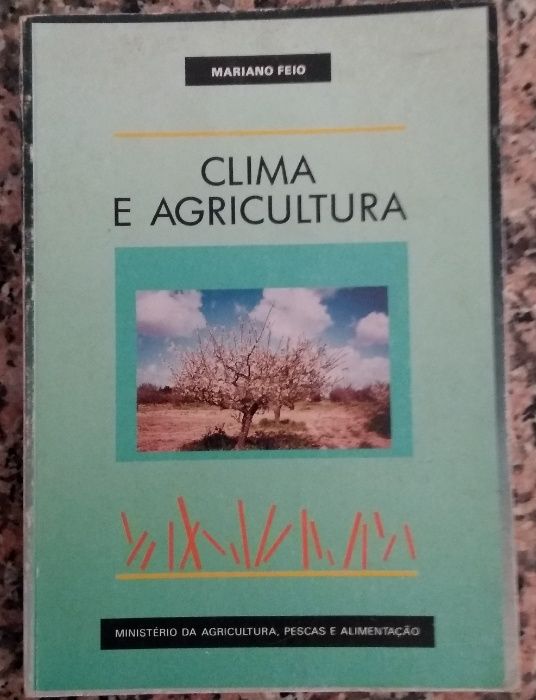 MARIANO FEIO
CLIMA
E AGRICULTURA
MINISTÉRIO DA AGRICULTURA, PESCAS E ALIMENTAÇÃO